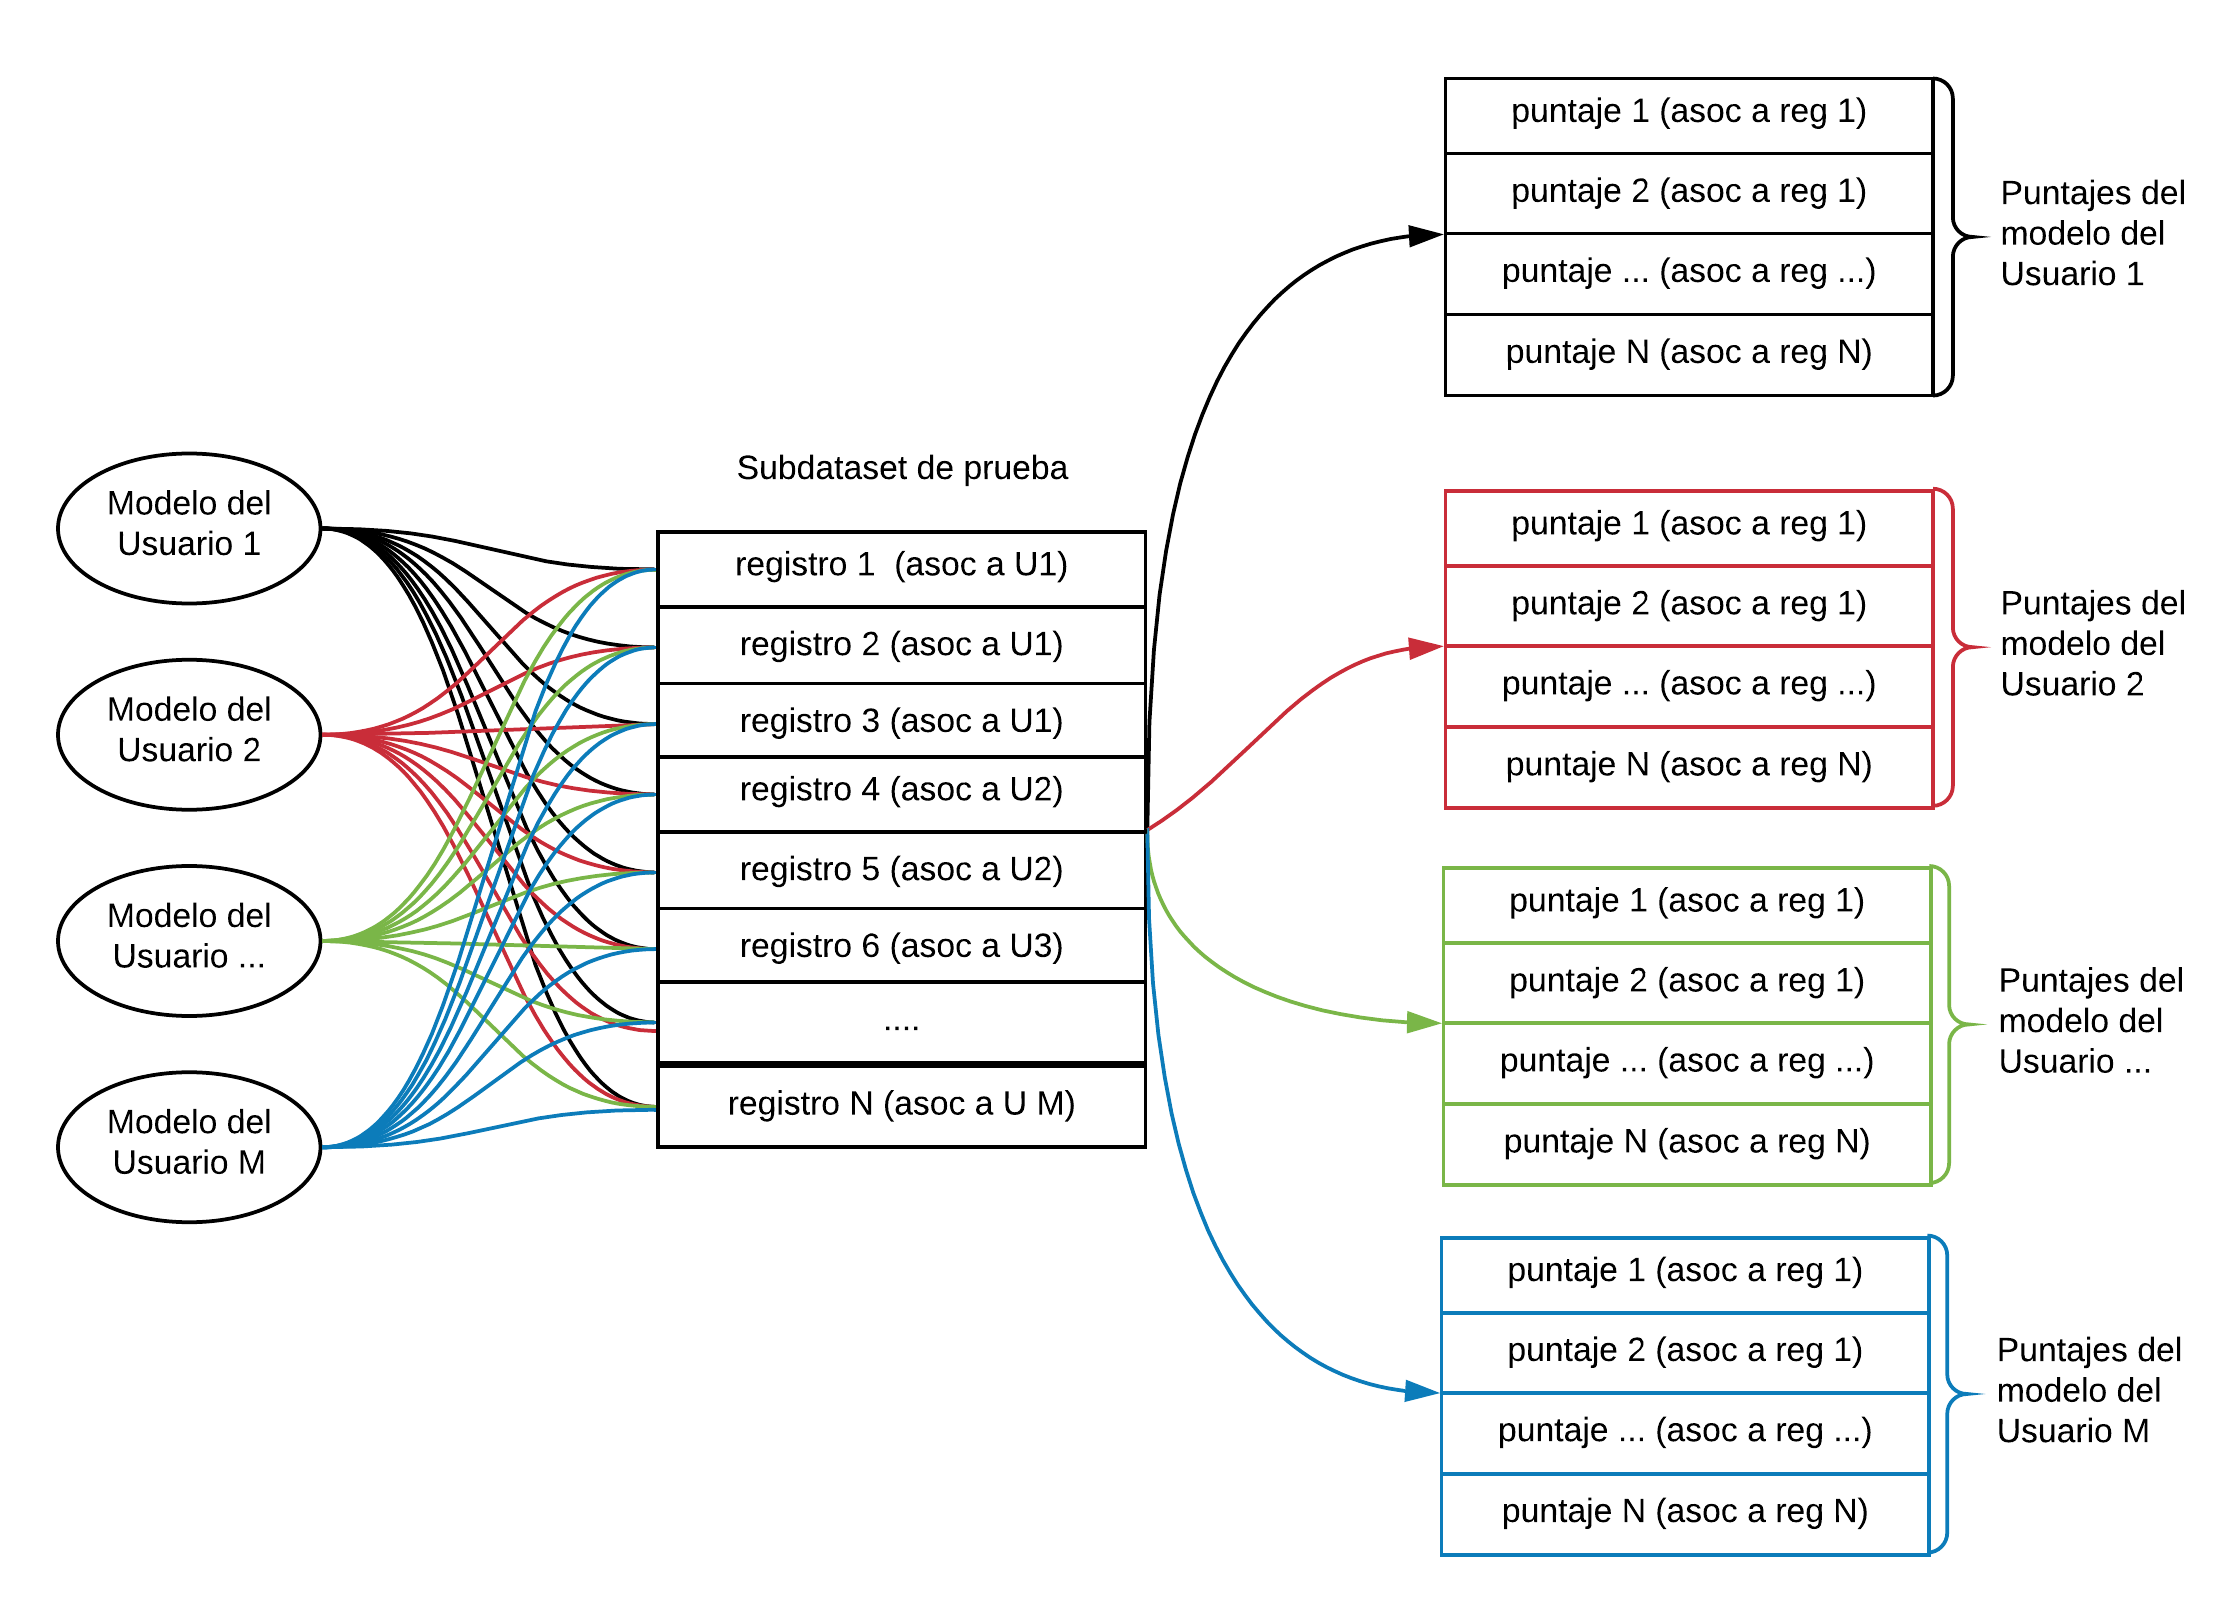 Modelo del
Usuario 1
Modelo del
Usuario 2
Modelo del
Usuario ...
Modelo del
Usuario M
Subdataset de prueba
registro 1  (asoc a U1)
registro 2 (asoc a U1)
registro 3 (asoc a U1)
registro 4 (asoc a U2)
registro 5 (asoc a U2)
registro 6 (asoc a U3)
....
registro N (asoc a U M)
puntaje 1 (asoc a reg 1)
puntaje 2 (asoc a reg 1)
puntaje ... (asoc a reg ...)
puntaje N (asoc a reg N)
Puntajes del
modelo del
Usuario 1
puntaje 1 (asoc a reg 1)
puntaje 2 (asoc a reg 1)
puntaje ... (asoc a reg ...)
puntaje N (asoc a reg N)
Puntajes del
modelo del
Usuario 2
puntaje 1 (asoc a reg 1)
puntaje 2 (asoc a reg 1)
puntaje ... (asoc a reg ...)
puntaje N (asoc a reg N)
Puntajes del
modelo del
Usuario ...
puntaje 1 (asoc a reg 1)
puntaje 2 (asoc a reg 1)
puntaje ... (asoc a reg ...)
puntaje N (asoc a reg N)
Puntajes del
modelo del
Usuario M